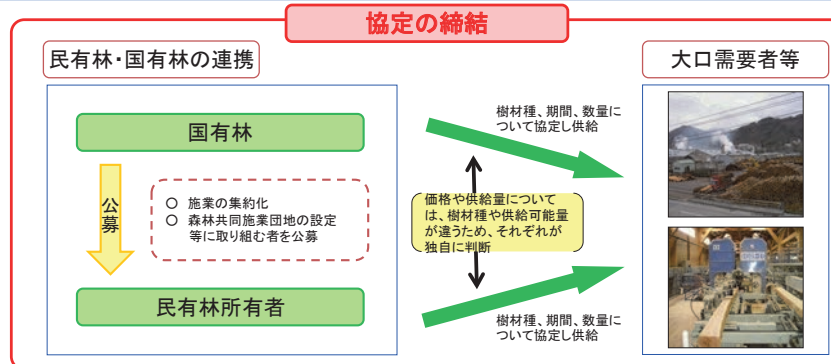 協定の締結
民有林・国有林の連携
大口需要者等
国有林
公募
○ 施業の集約化
○ 森林共同施業団地の設定
等に取り組む者を公募
民有林所有者
樹材種、期間、数量に
ついて協定し供給
価格や供給量について
は、樹材種や供給可能量
が違うため、それぞれが
独自に判断
樹材種、期間、数量に
ついて協定し供給